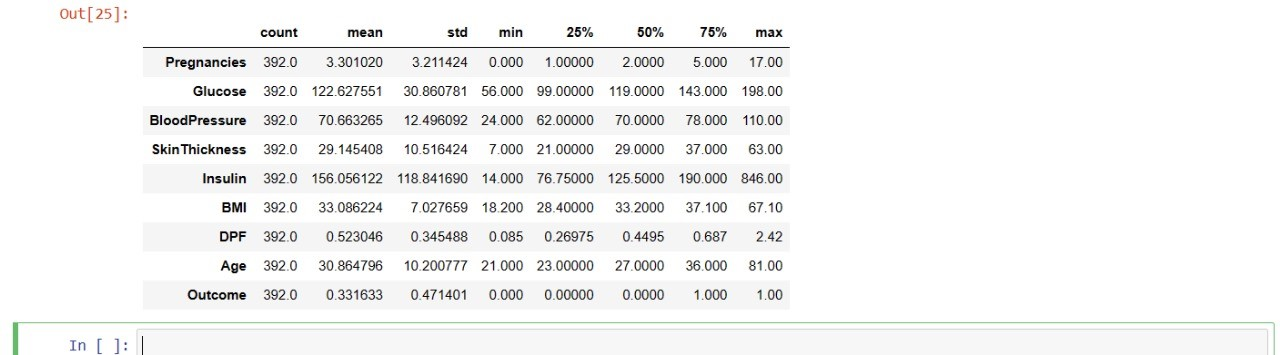 Out[25]:
count mean std min 25% 50% 75% max
Pregnancies 392.0 3.301020 3.211424 0.000 1.00000 2.0000 5.000 17.00
Glucose 392.0 122.627551 30.860781 56.000 99.00000 119.0000 143.000 198.00
BloodPressure 392.0 70.663265 12.496092 24.000 62.00000 70.0000 78.000 110.00
SkinThickness 392.0 29.145408 10.516424 7.000 21.00000 29.0000 37.000 63.00
Insulin 392.0 156.056122 118.841690 14.000 76.75000 125.5000 190.000 846.00
BMI 392.0 33.086224 7.027659 18.200 28.40000 33.2000 37.100 67.10
DPF 392.0 0.523046 0.345488 0.085 0.26975 0.4495 0.687 2.42
Age 392.0 30.864796 10.200777 21.000 23.00000 27.0000 36.000 81.00
Outcome 392.0 0.331633 0.471401 0.000 0.00000 0.0000 1.000 1.00
In [ ]: